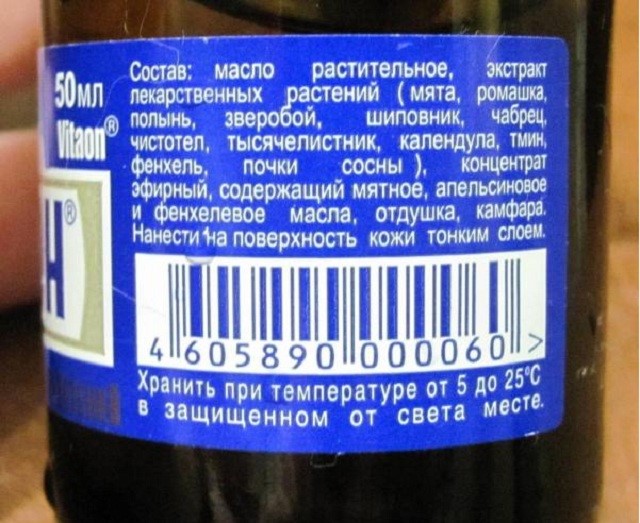 50мл
Vitaon®
Н®
Состав: масло растительное, экстракт
лекарственных растений ( мята, ромашка,
полынь, зверобой, шиповник, чабрец,
чистотел, тысячелистник, календула, тмин,
фенхель, почки сосны ), концентрат
эфирный, содержащий мятное, апельсиновое
и фенхелевое масла, отдушка, камфара.
Нанести на поверхность кожи тонким слоем.
4 605890 000060 >
Хранить при температуре от 5 до 25°С
в защищенном от света месте.